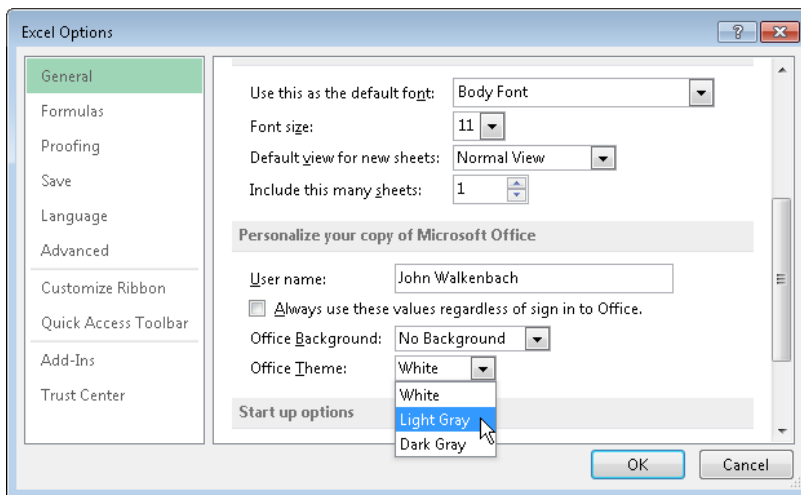 Excel Options
?
General
Formulas
Proofing
Save
Language
Advanced
Customize Ribbon
Quick Access Toolbar
Add-Ins
Trust Center
Use this as the default font: Body Font
Font size: 11
Default view for new sheets: Normal View
Include this many sheets: 1
Personalize your copy of Microsoft Office
User name: John Walkenbach
Always use these values regardless of sign in to Office.
Office Background: No Background
Office Theme: White
White
Light Gray
Dark Gray
Start up options
OK Cancel